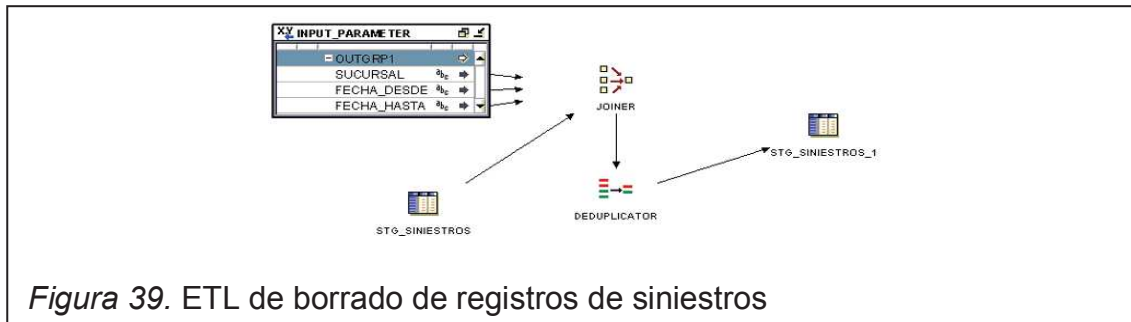 INPUT_PARAMETER
OUTGRP1
SUCURSAL
FECHA_DESDE
FECHA_HASTA
JOINER
STG_SINIESTROS_1
DEDUPLICATOR
STG_SINIESTROS
Figura 39. ETL de borrado de registros de siniestros